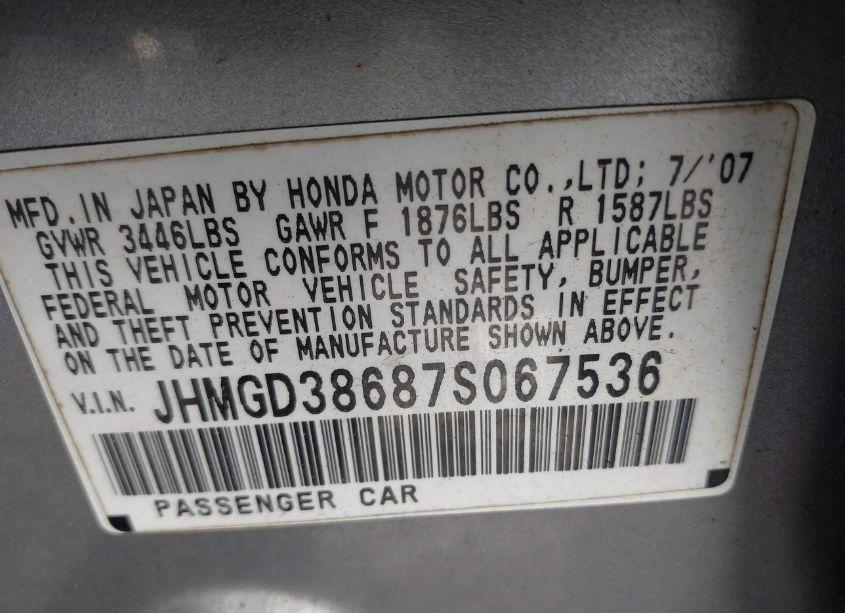 MFD.IN JAPAN BY HONDA MOTOR CO.,LTD; 7/'07
GVWR 3446LBS GAWR F 1876LBS R 1587LBS
THIS VEHICLE CONFORMS TO ALL APPLICABLE
FEDERAL MOTOR VEHICLE SAFETY, BUMPER,
AND THEFT PREVENTION STANDARDS IN EFFECT
ON THE DATE OF MANUFACTURE SHOWN ABOVE.
V.I.N. JHMGD38687S067536
PASSENGER CAR